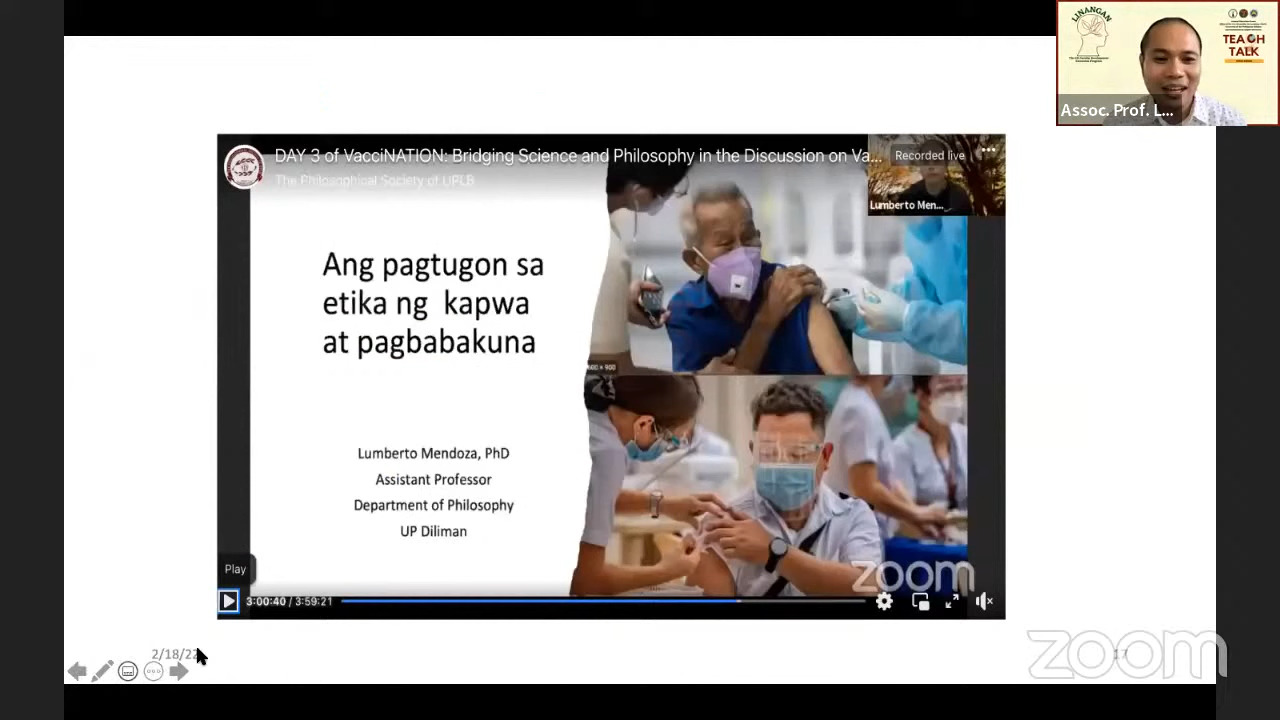 LINANGAN
TEACH
TALK
Assoc. Prof. L...
DAY 3 of VacciNATION: Bridging Science and Philosophy in the Discussion on Va...
The Philosophical Society of UPLB
Recorded live
Lumberto Men...
Ang pagtugon sa
etika ng kapwa
at pagbabakuna
600 × 900
Lumberto Mendoza, PhD
Assistant Professor
Department of Philosophy
UP Diliman
zoom
Play
3:00:40 / 3:59:21
2/18/22
17
zoom